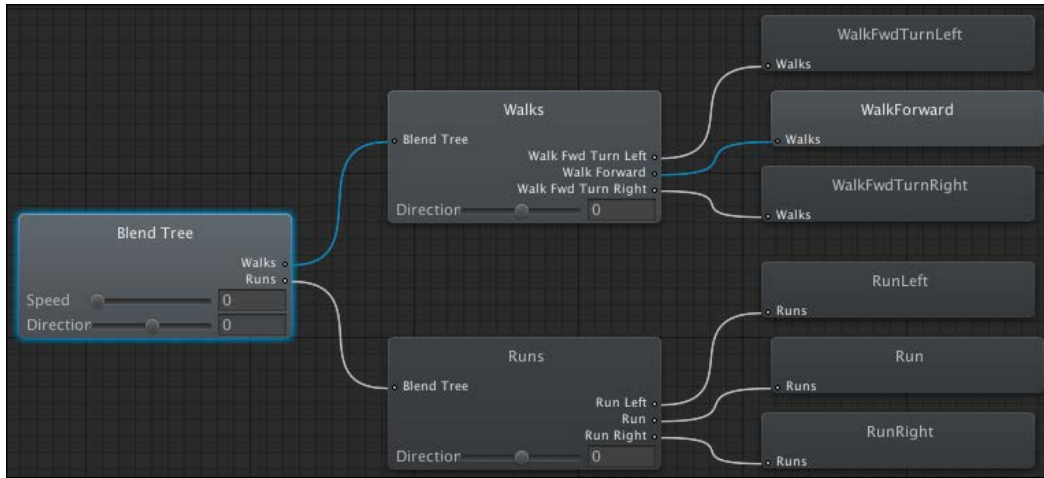 Blend Tree
Walks
Runs
Speed 0
Direction 0
Walks
Blend Tree
Walk Fwd Turn Left
Walk Forward
Walk Fwd Turn Right
Direction 0
Runs
Blend Tree
Run Left
Run
Run Right
Direction 0
WalkFwdTurnLeft
Walks
WalkForward
Walks
WalkFwdTurnRight
Walks
RunLeft
Runs
Run
Runs
RunRight
Runs